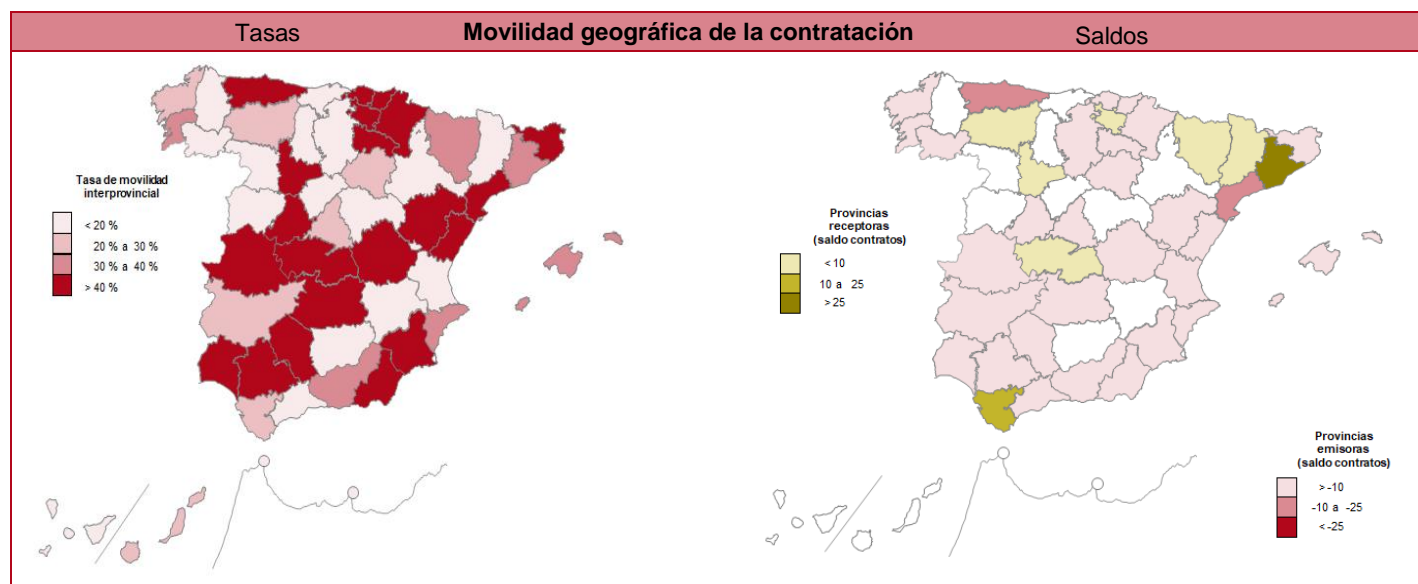 Tasas
Movilidad geográfica de la contratación
Saldos
Tasa de movilidad
interprovincial
< 20 %
20 % a 30 %
30 % a 40 %
> 40 %
Provincias
receptoras
(saldo contratos)
< 10
10 a 25
> 25
Provincias
emisoras
(saldo contratos)
> -10
-10 a -25
< -25